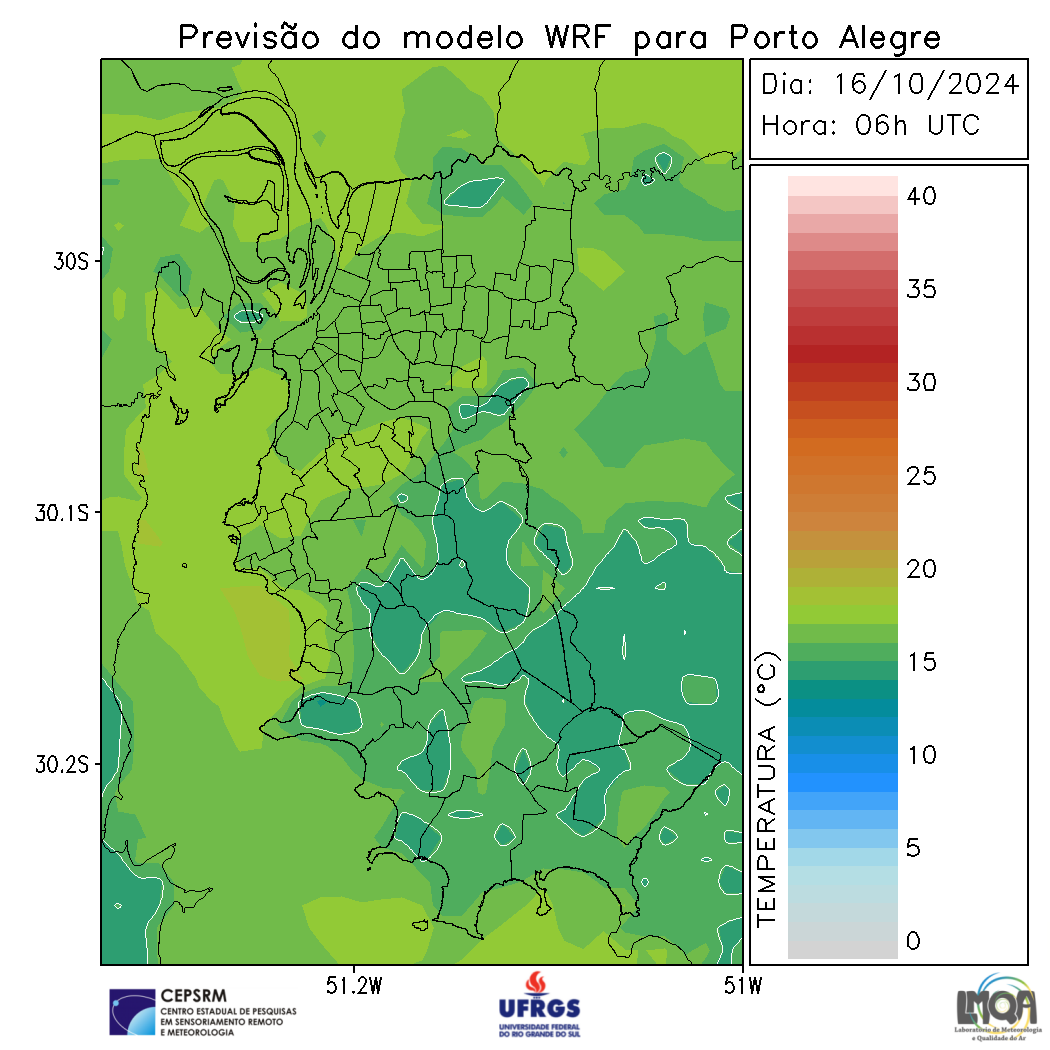 Previsão do modelo WRF para Porto Alegre
Dia: 16/10/2024
Hora: 06h UTC
40
35
30
25
20
15
10
5
0
TEMPERATURA (°C)
30S
30.1S
30.2S
51.2W
51W
CEPSRM
CENTRO ESTADUAL DE PESQUISAS
EM SENSORIAMENTO REMOTO
E METEOROLOGIA
UFRGS
UNIVERSIDADE FEDERAL
DO RIO GRANDE DO SUL
LMQA
Laboratório de Meteorologia
e Qualidade do Ar